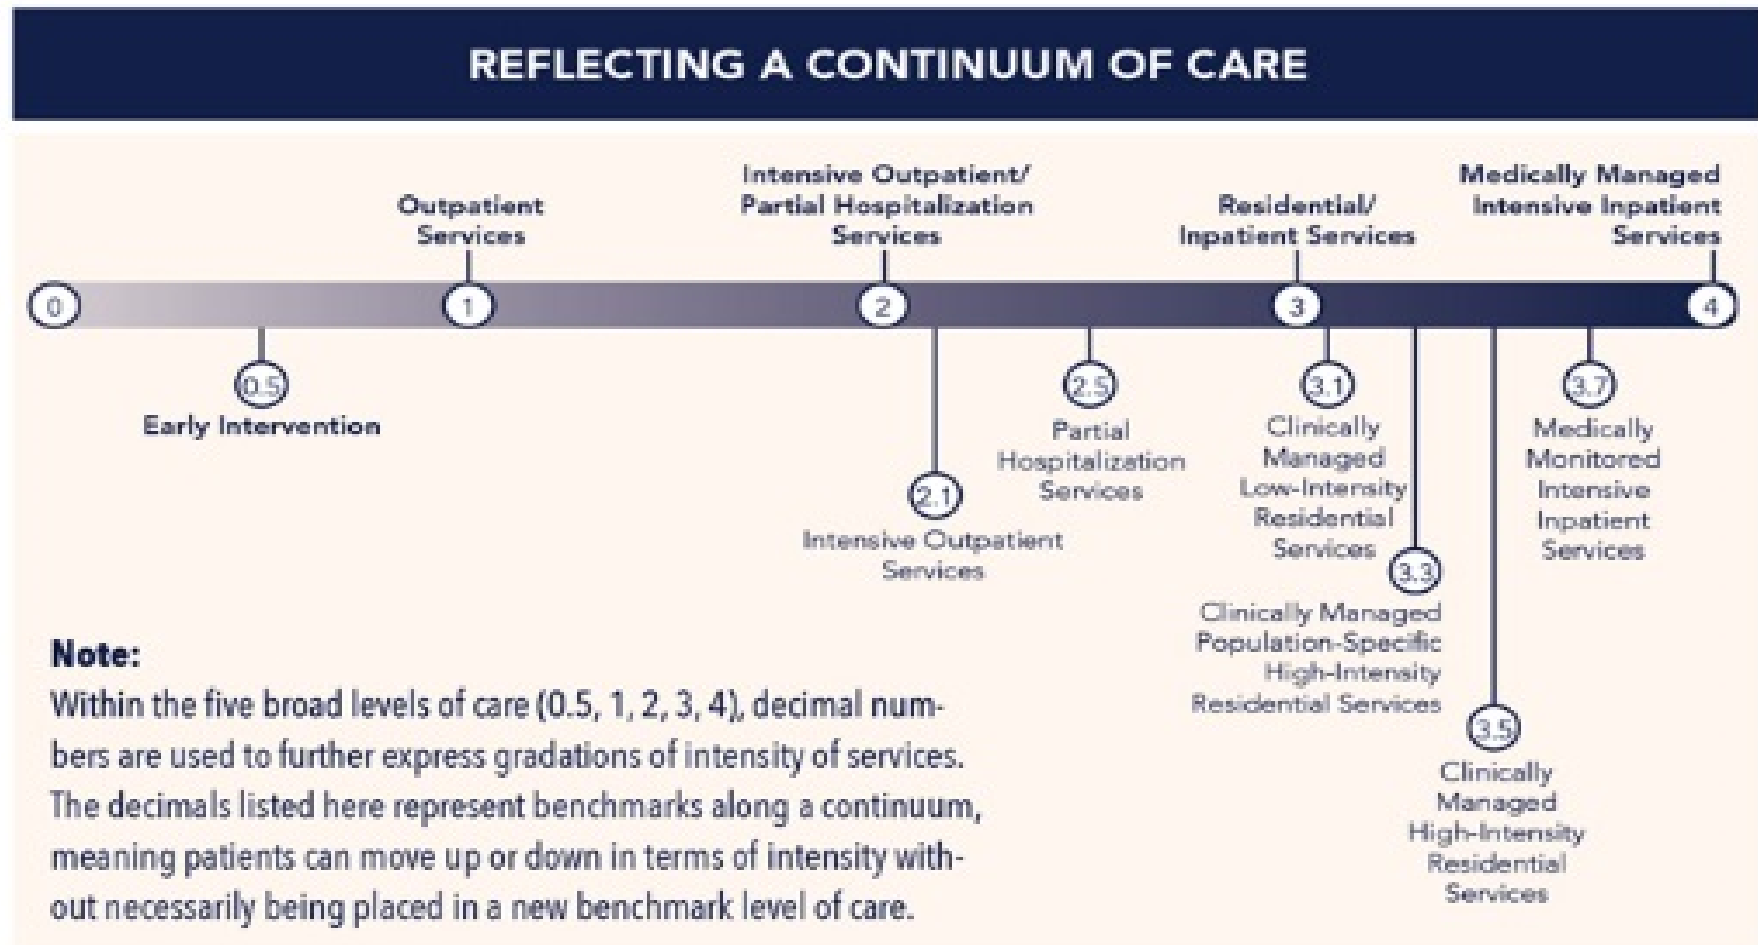 REFLECTING A CONTINUUM OF CARE
Outpatient
Services
Intensive Outpatient/
Partial Hospitalization
Services
Residential/
Inpatient Services
Medically Managed
Intensive Inpatient
Services
0
1
2
3
4
0.5
Early Intervention
2.1
Intensive Outpatient
Services
2.5
Partial
Hospitalization
Services
3.1
Clinically
Managed
Low-Intensity
Residential
Services
3.3
Clinically Managed
Population-Specific
High-Intensity
Residential Services
3.5
Clinically
Managed
High-Intensity
Residential
Services
3.7
Medically
Monitored
Intensive
Inpatient
Services
Note:
Within the five broad levels of care (0.5, 1, 2, 3, 4), decimal num-
bers are used to further express gradations of intensity of services.
The decimals listed here represent benchmarks along a continuum,
meaning patients can move up or down in terms of intensity with-
out necessarily being placed in a new benchmark level of care.